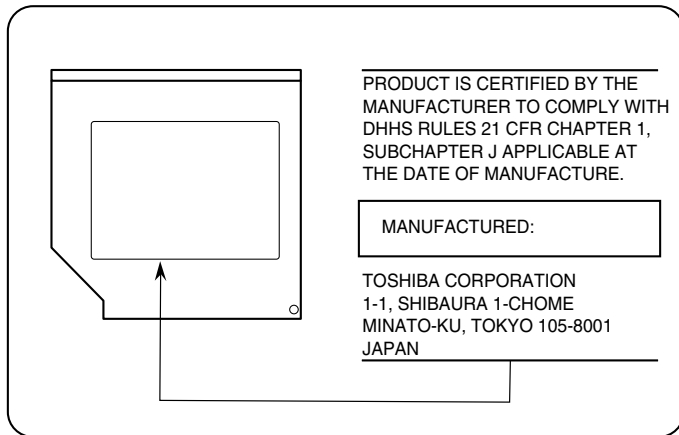 PRODUCT IS CERTIFIED BY THE
MANUFACTURER TO COMPLY WITH
DHHS RULES 21 CFR CHAPTER 1,
SUBCHAPTER J APPLICABLE AT
THE DATE OF MANUFACTURE.
MANUFACTURED:
TOSHIBA CORPORATION
1-1, SHIBAURA 1-CHOME
MINATO-KU, TOKYO 105-8001
JAPAN